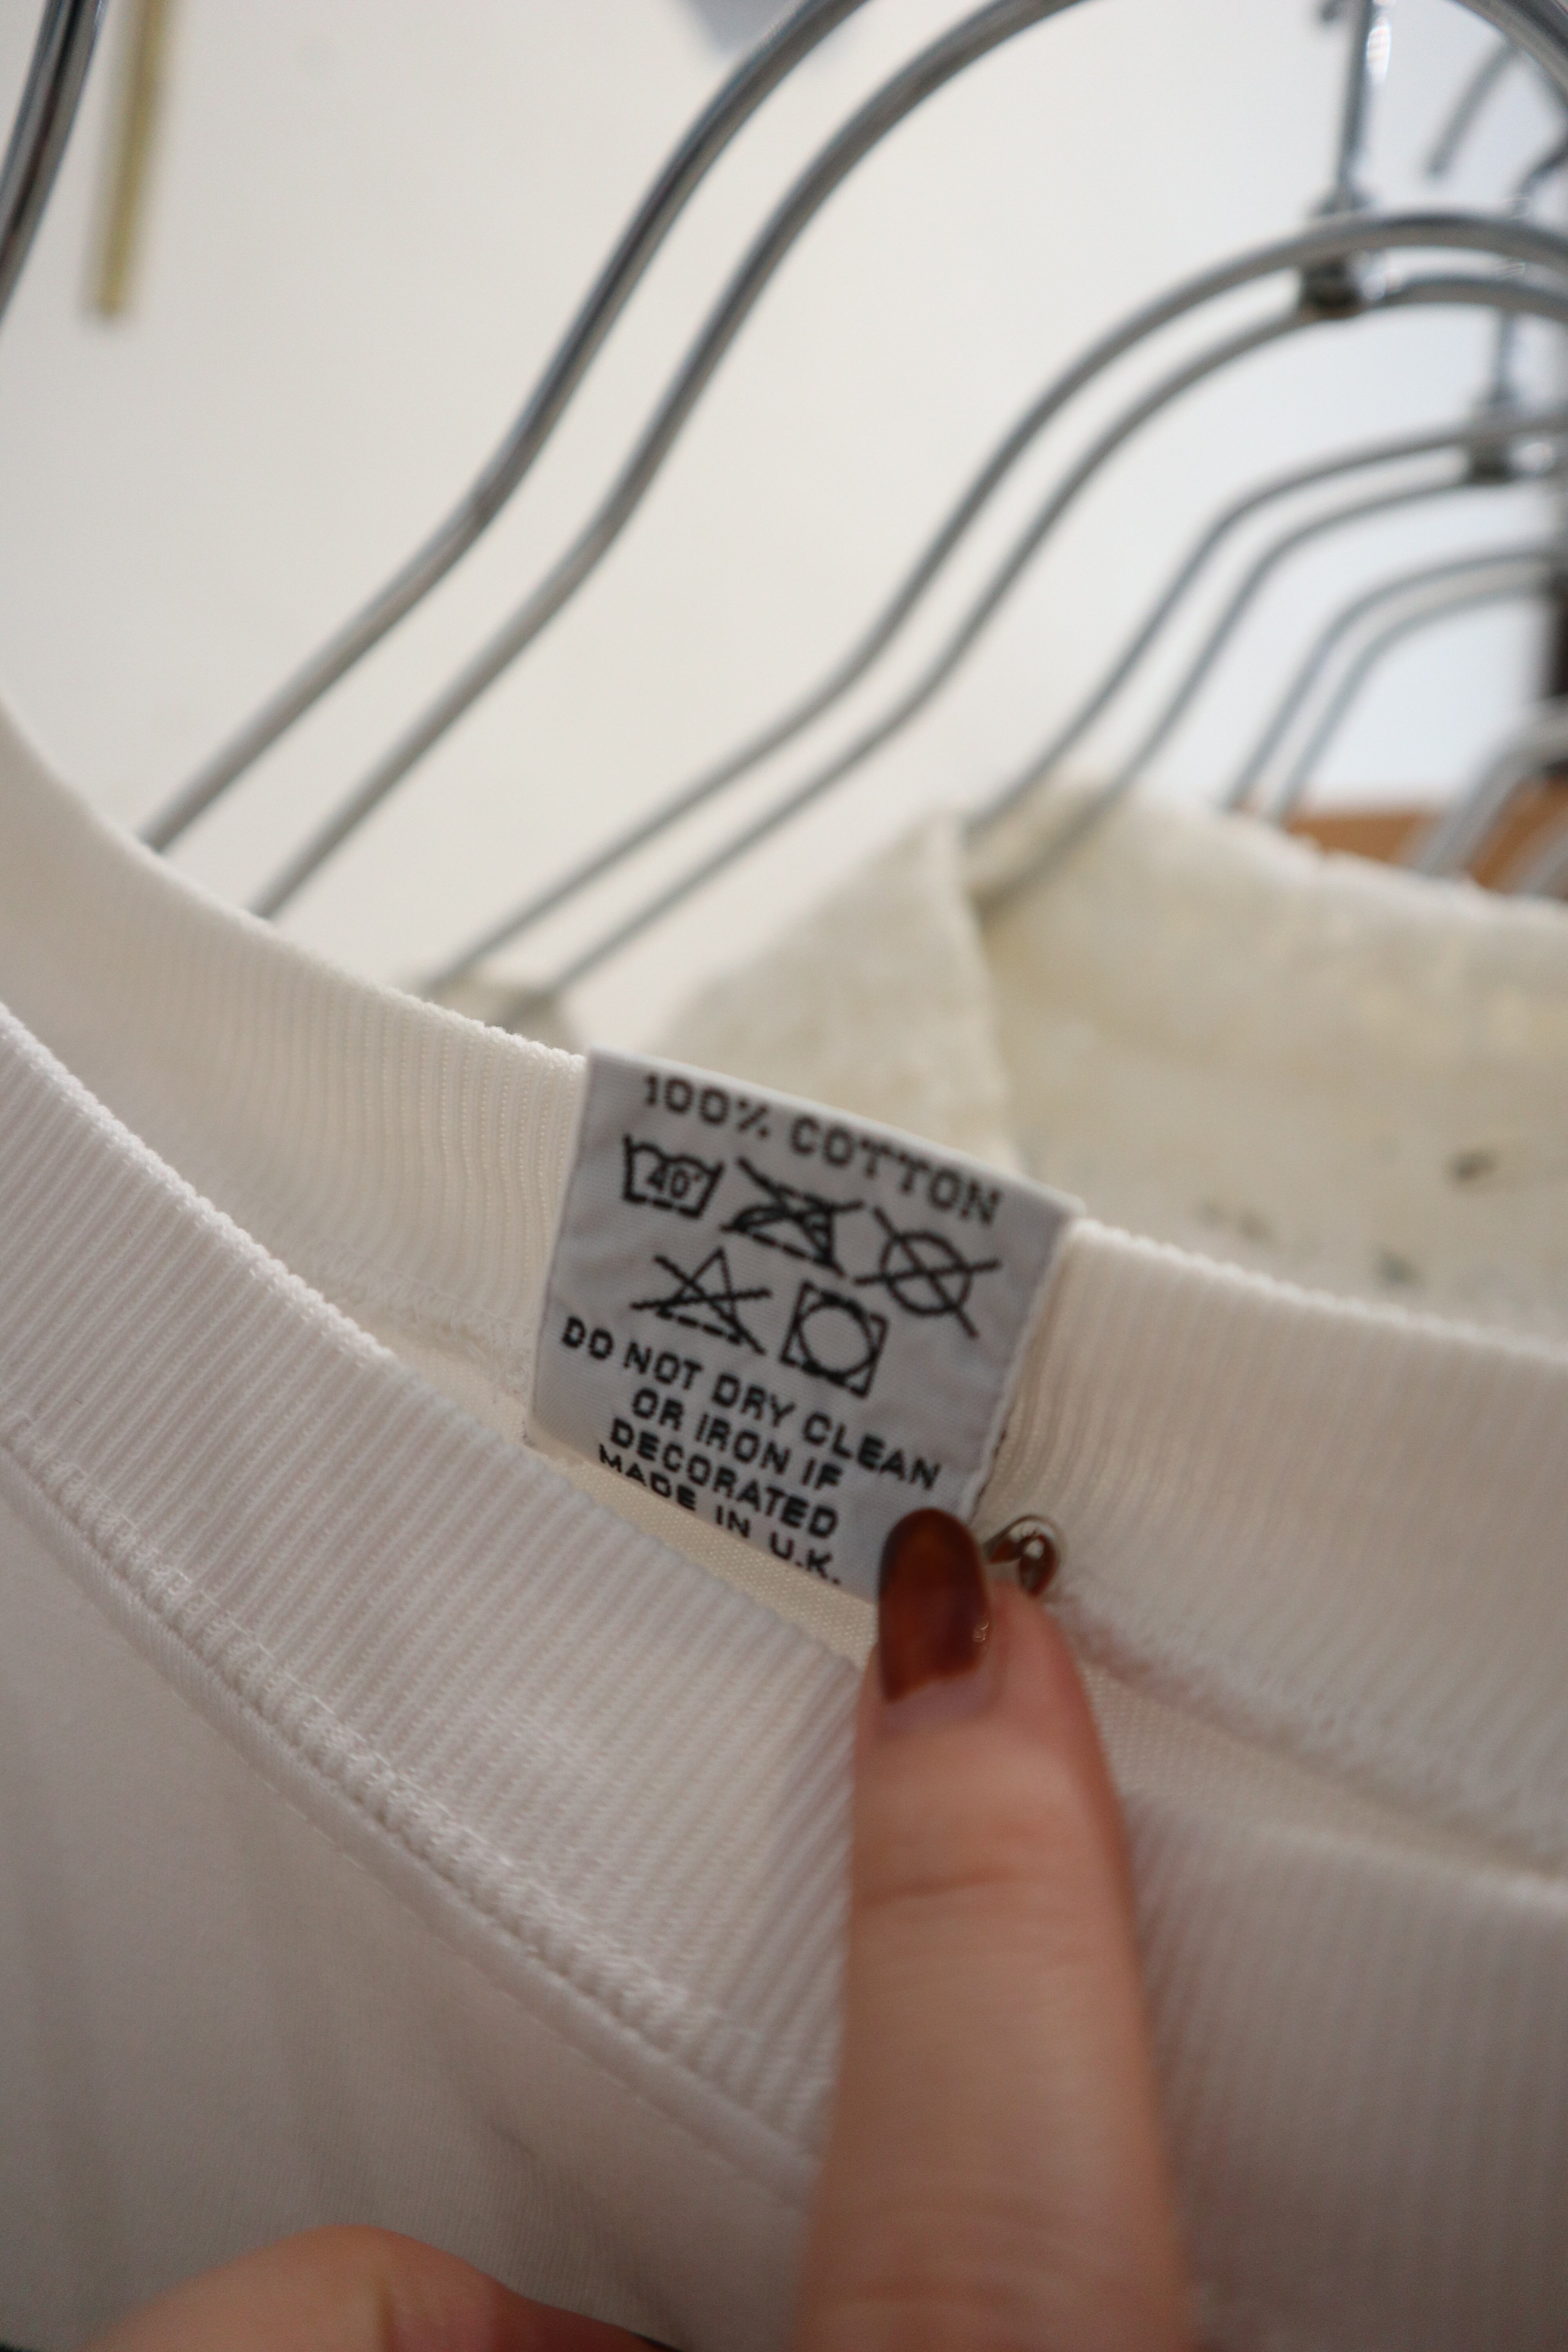 100% COTTON
40°
DO NOT DRY CLEAN
OR IRON IF
DECORATED
MADE IN U.K.